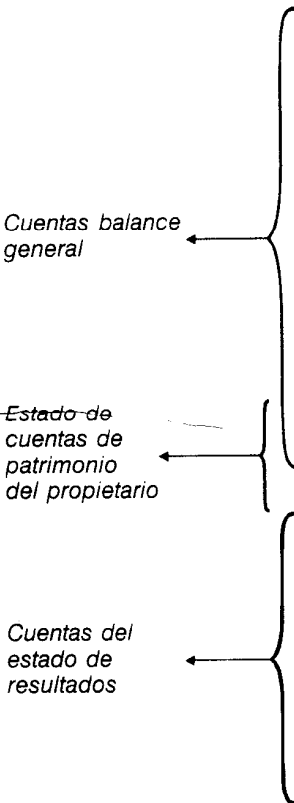 Cuentas balance
general
Estado de
cuentas de
patrimonio
del propietario
Cuentas del
estado de
resultados